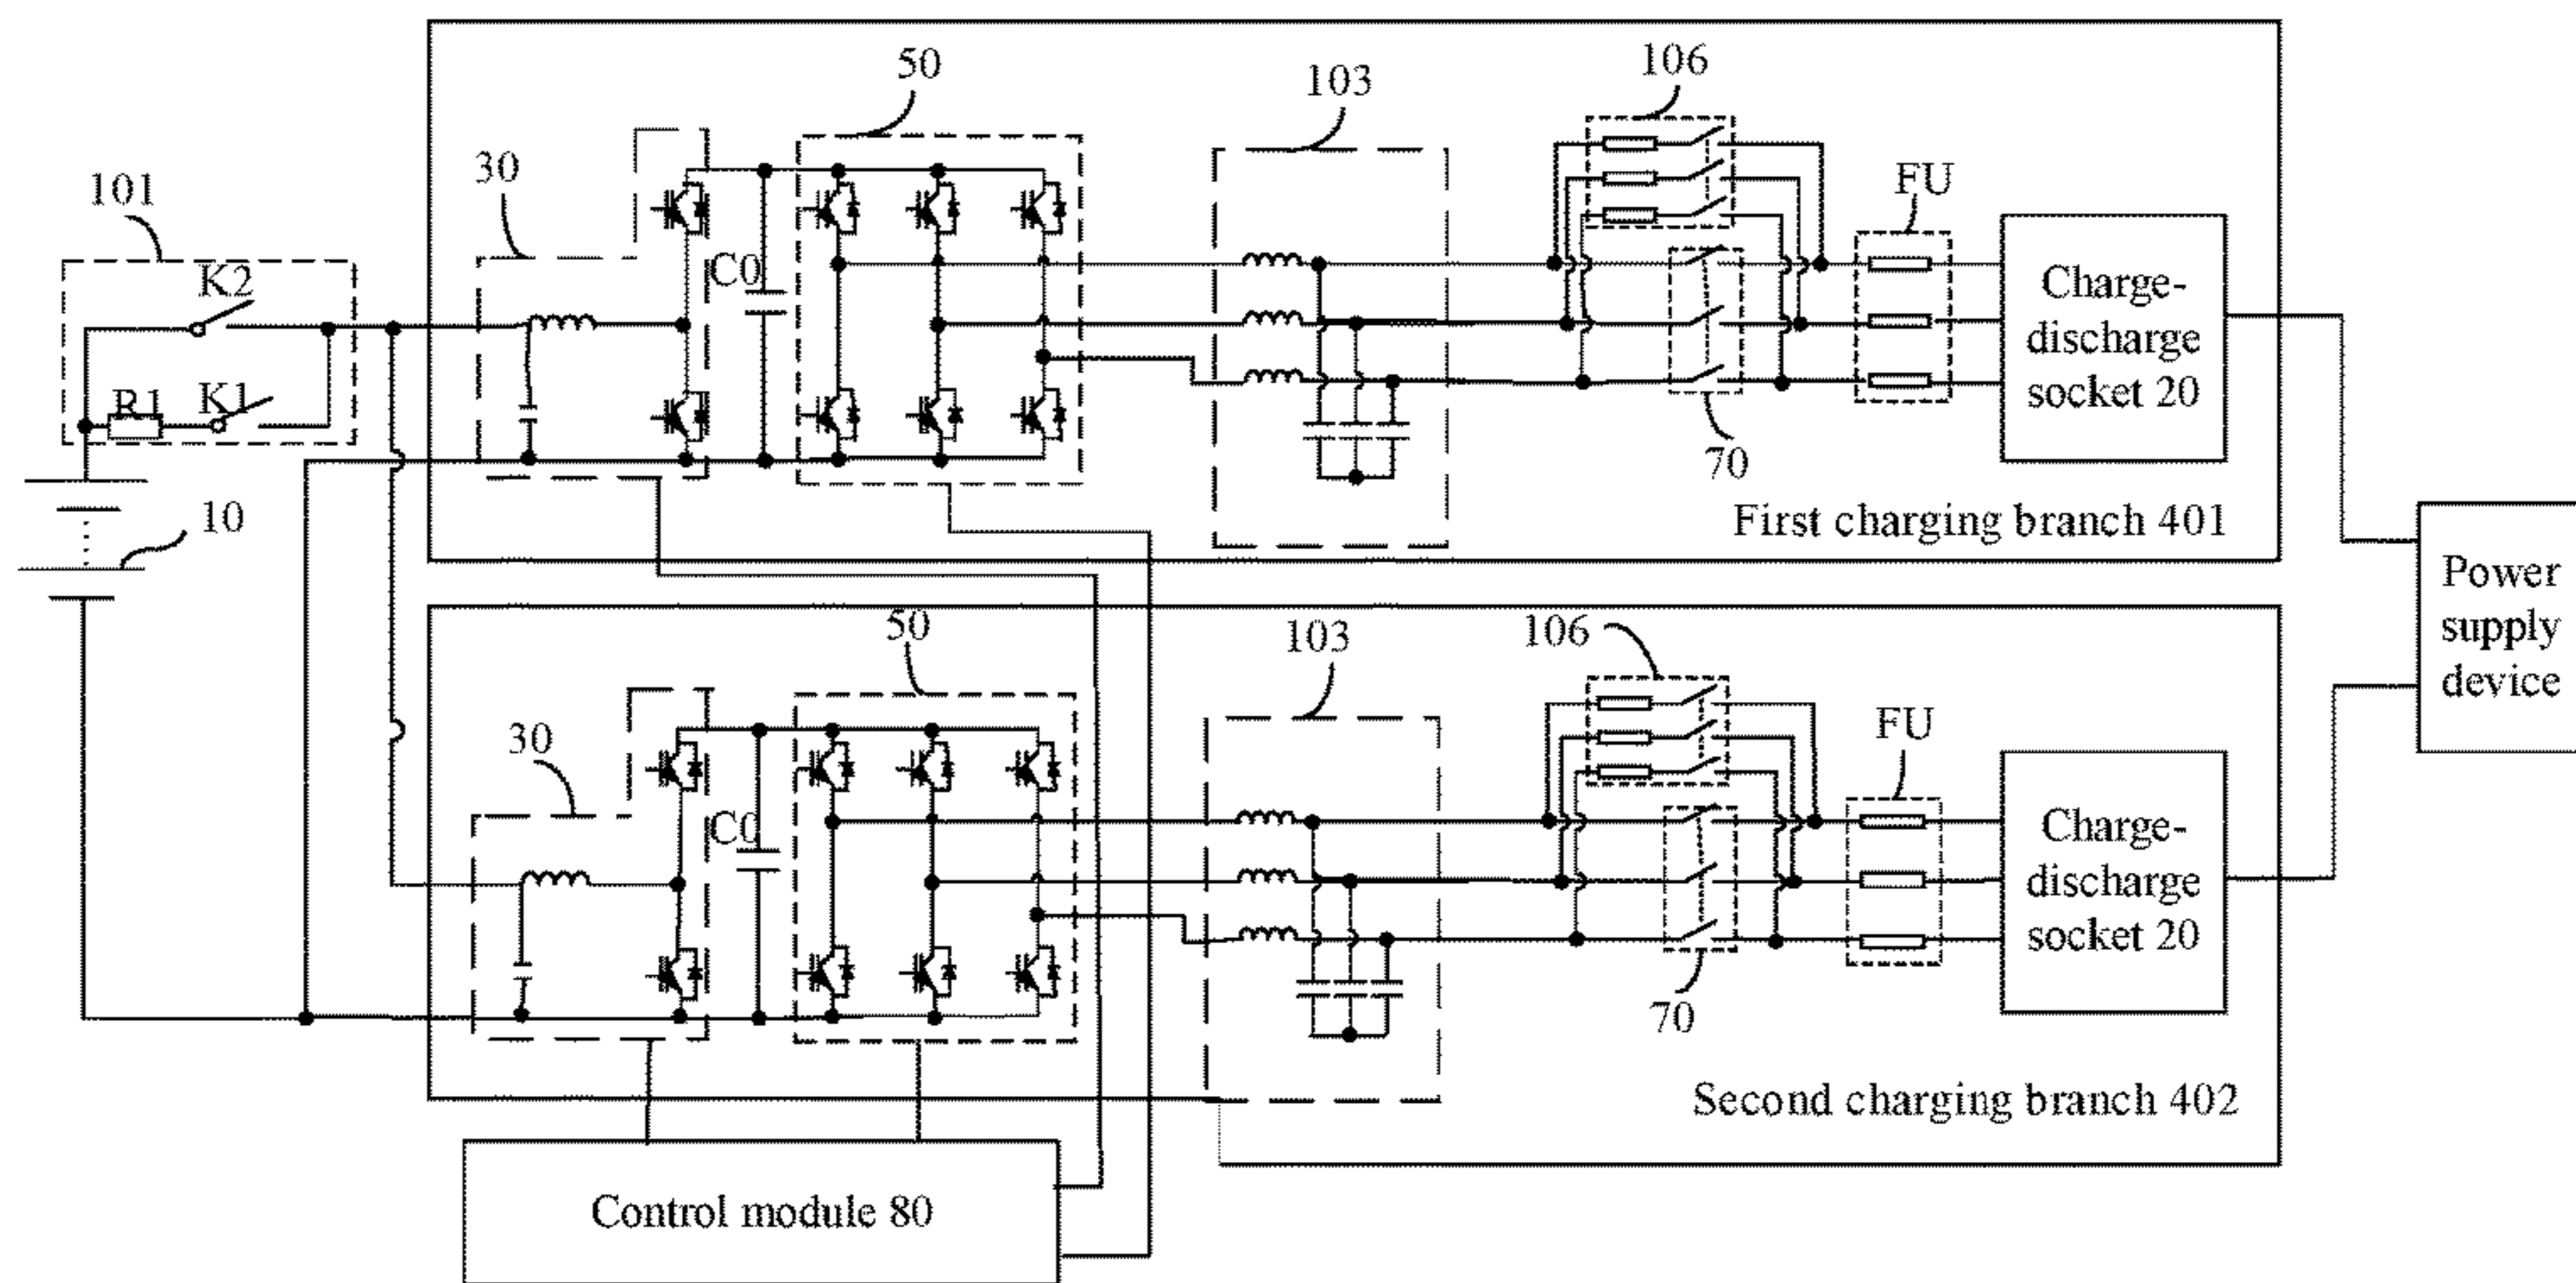 50
103
106
30
FU
101
K2
C0
Charge-
discharge
socket 20
R1
K1
70
10
First charging branch 401
Power
supply
device
50
103
106
30
FU
C0
Charge-
discharge
socket 20
70
Second charging branch 402
Control module 80